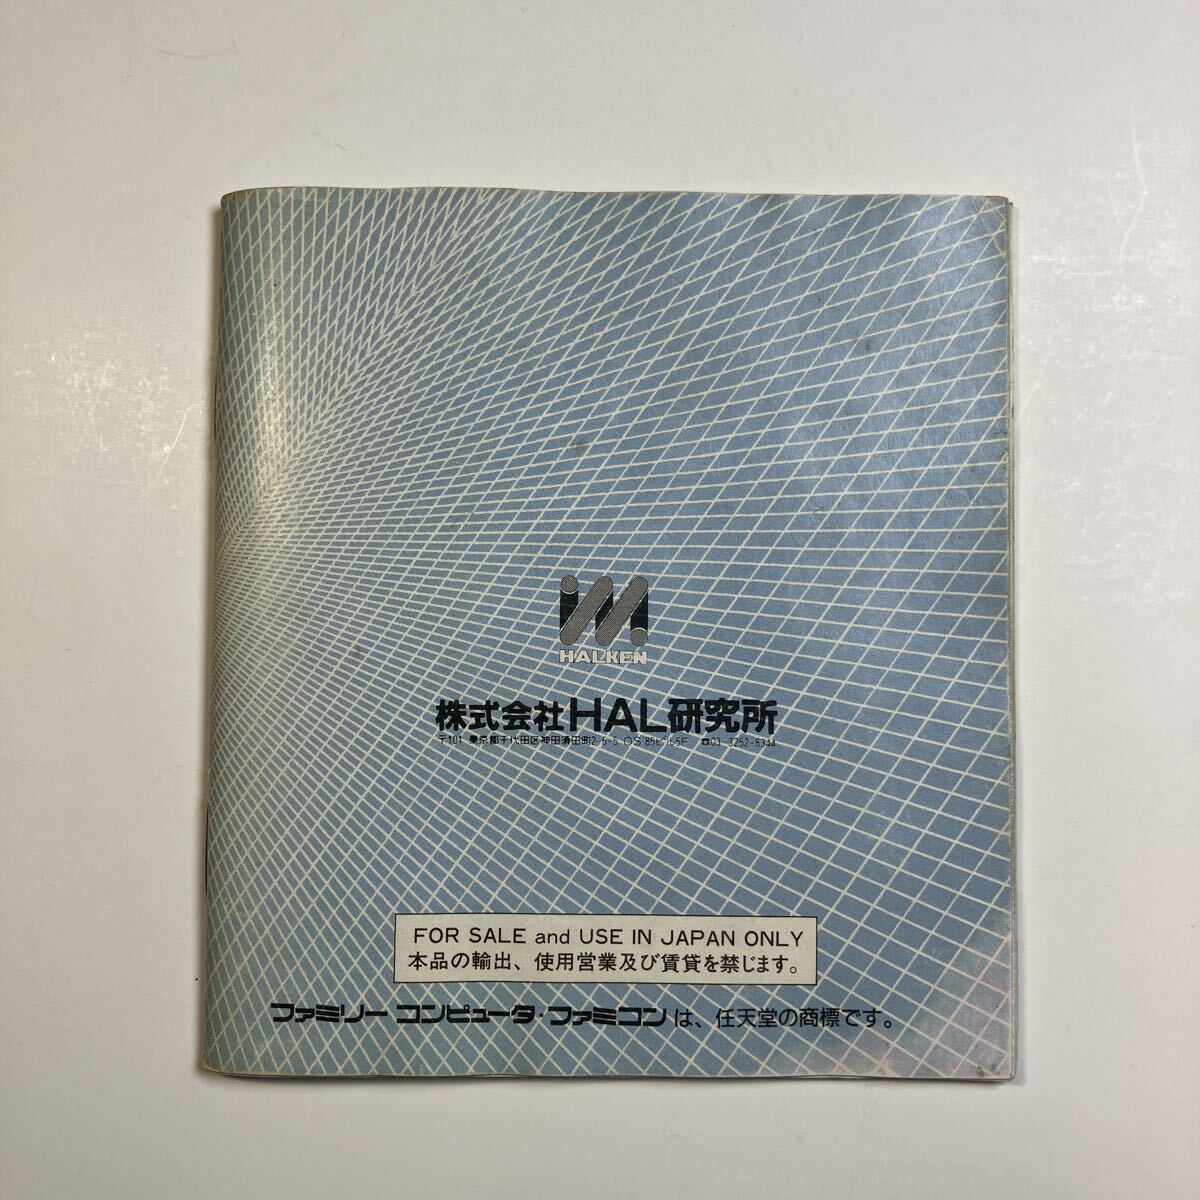 HALKEN
株式会社HAL研究所
〒101 東京都千代田区神田須田町2-6-5 OS'85ビル5F ☎03-3252-6344
FOR SALE and USE IN JAPAN ONLY
本品の輸出、使用営業及び賃貸を禁じます。
ファミリーコンピュータ・ファミコンは、任天堂の商標です。